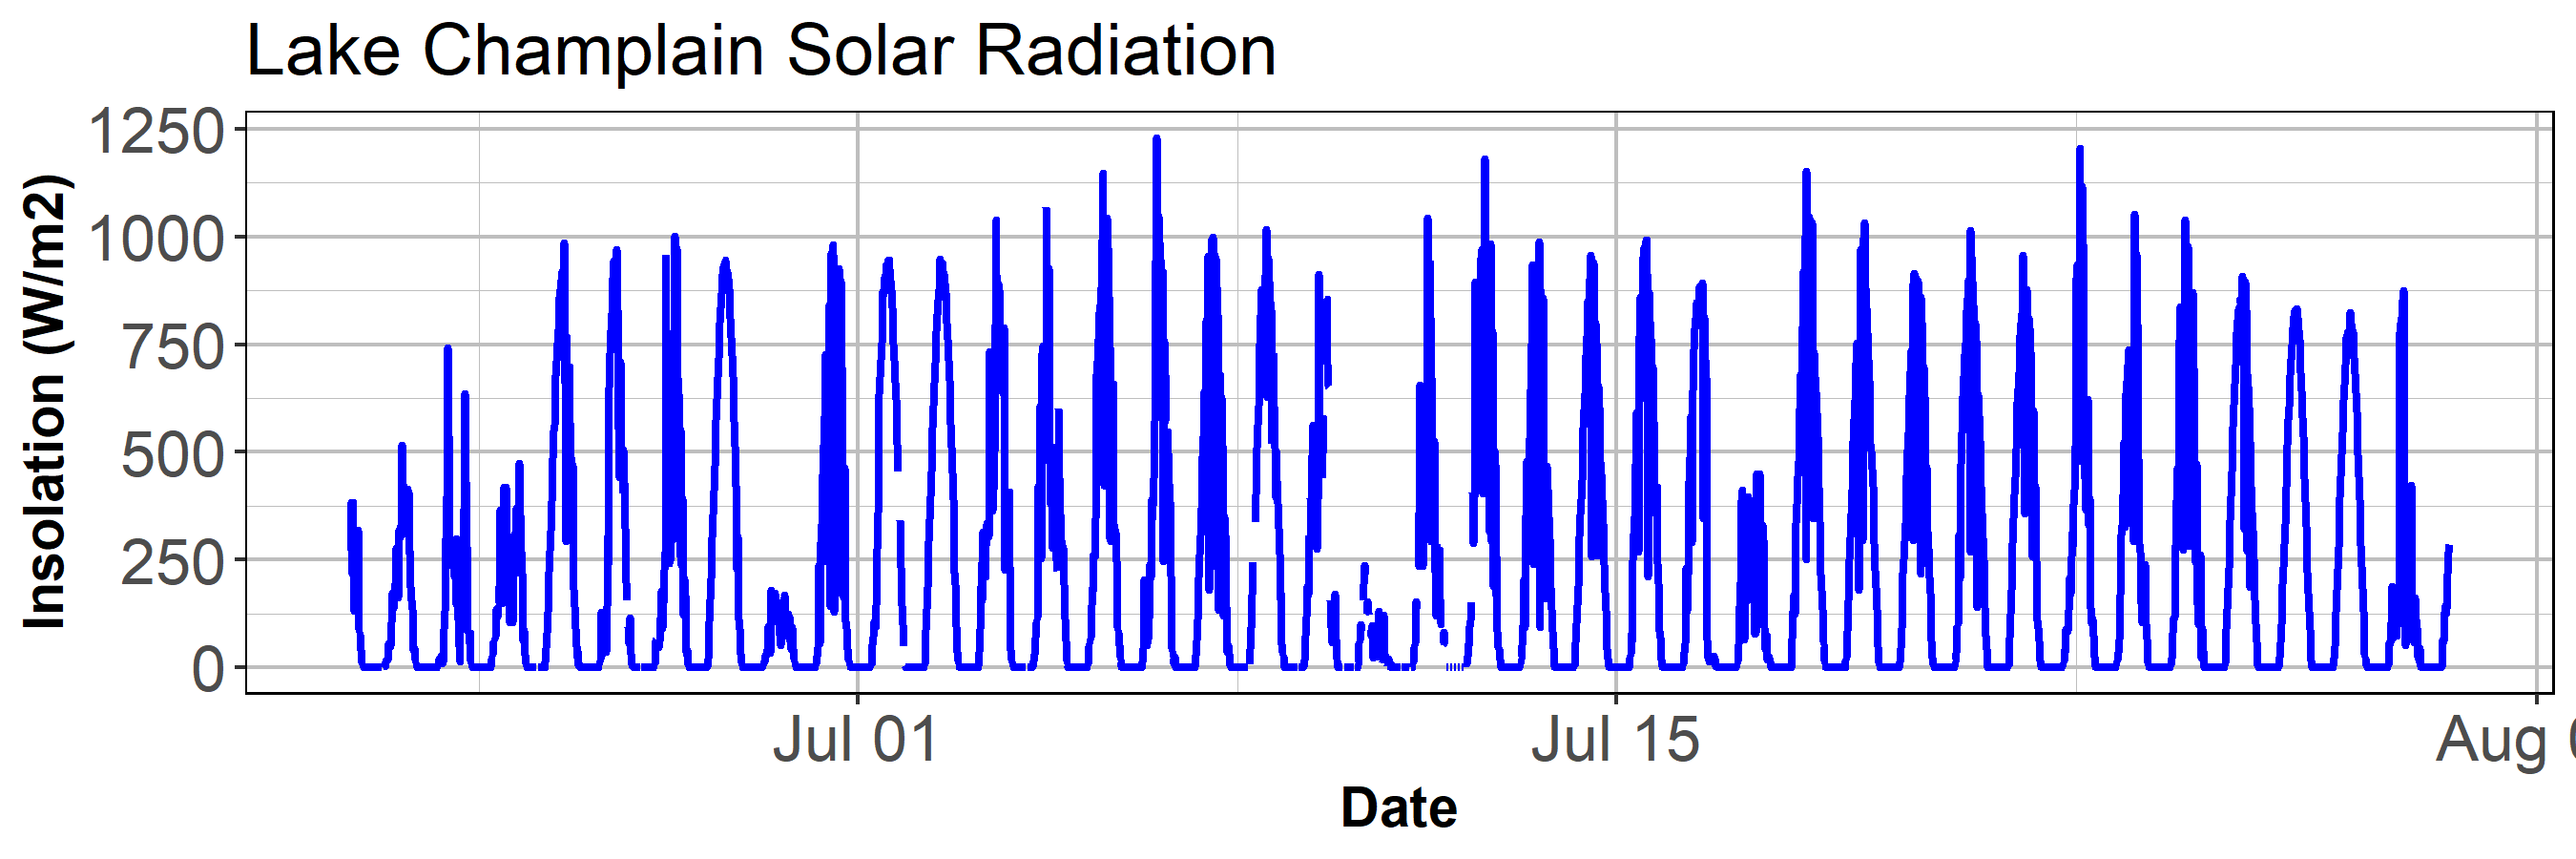 Lake Champlain Solar Radiation
Insolation (W/m2)
1250
1000
750
500
250
0
Jul 01
Jul 15
Aug
Date